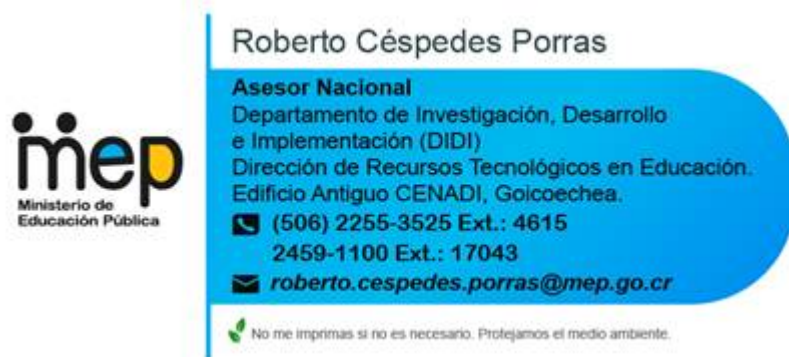 mep
Ministerio de
Educación Pública
Roberto Céspedes Porras
Asesor Nacional
Departamento de Investigación, Desarrollo
e Implementación (DIDI)
Dirección de Recursos Tecnológicos en Educación.
Edificio Antiguo CENADI, Goicoechea.
(506) 2255-3525 Ext.: 4615
2459-1100 Ext.: 17043
roberto.cespedes.porras@mep.go.cr
No me imprimas si no es necesario. Protejamos el medio ambiente.